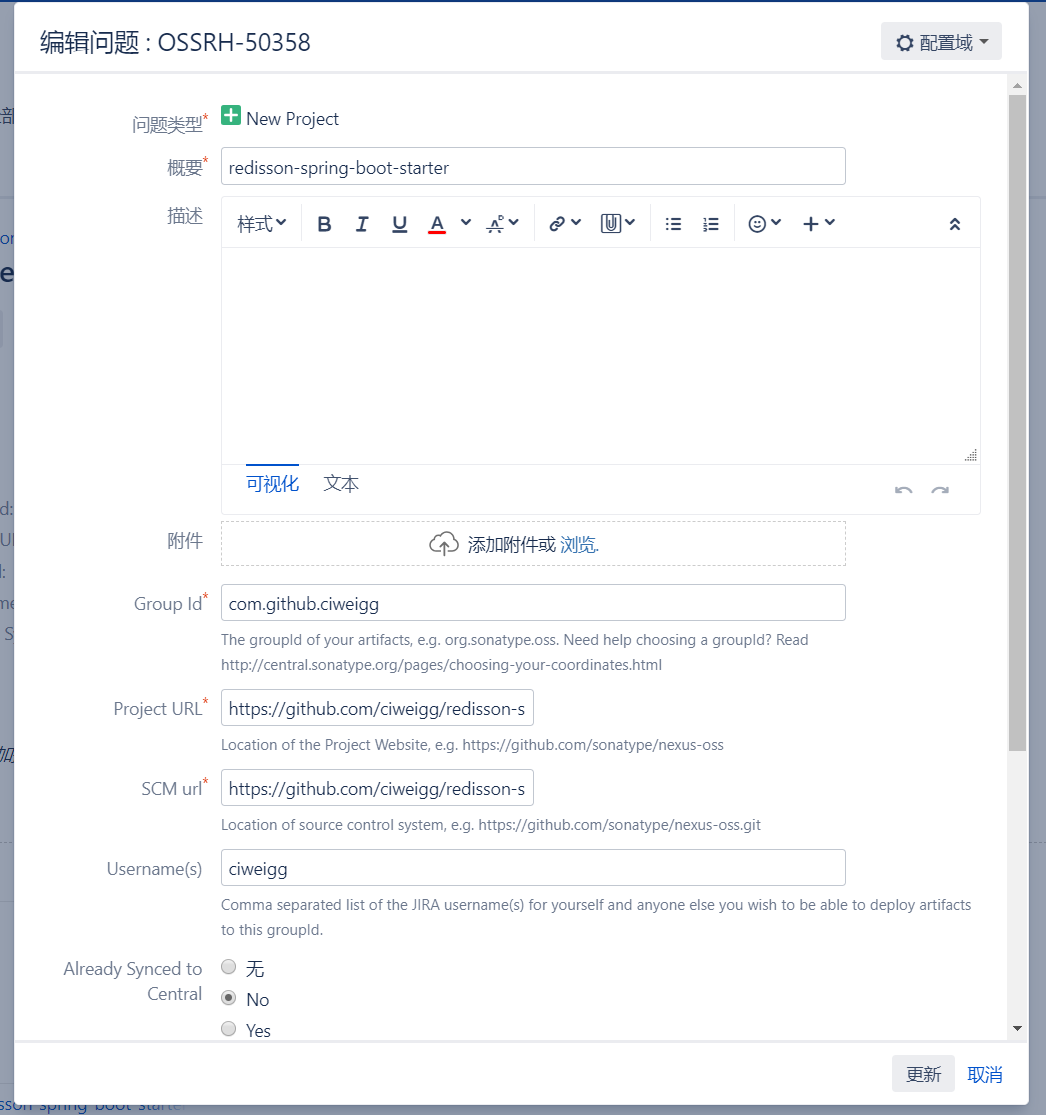 编辑问题 : OSSRH-50358
配置域
问题类型*
New Project
概要*
redisson-spring-boot-starter
描述
样式
B I U A
可视化
文本
附件
添加附件或 浏览.
Group Id*
com.github.ciweigg
The groupId of your artifacts, e.g. org.sonatype.oss. Need help choosing a groupId? Read
http://central.sonatype.org/pages/choosing-your-coordinates.html
Project URL*
https://github.com/ciweigg/redisson-s
Location of the Project Website, e.g. https://github.com/sonatype/nexus-oss
SCM url*
https://github.com/ciweigg/redisson-s
Location of source control system, e.g. https://github.com/sonatype/nexus-oss.git
Username(s)
ciweigg
Comma separated list of the JIRA username(s) for yourself and anyone else you wish to be able to deploy artifacts
to this groupId.
Already Synced to
Central
无
No
Yes
更新
取消